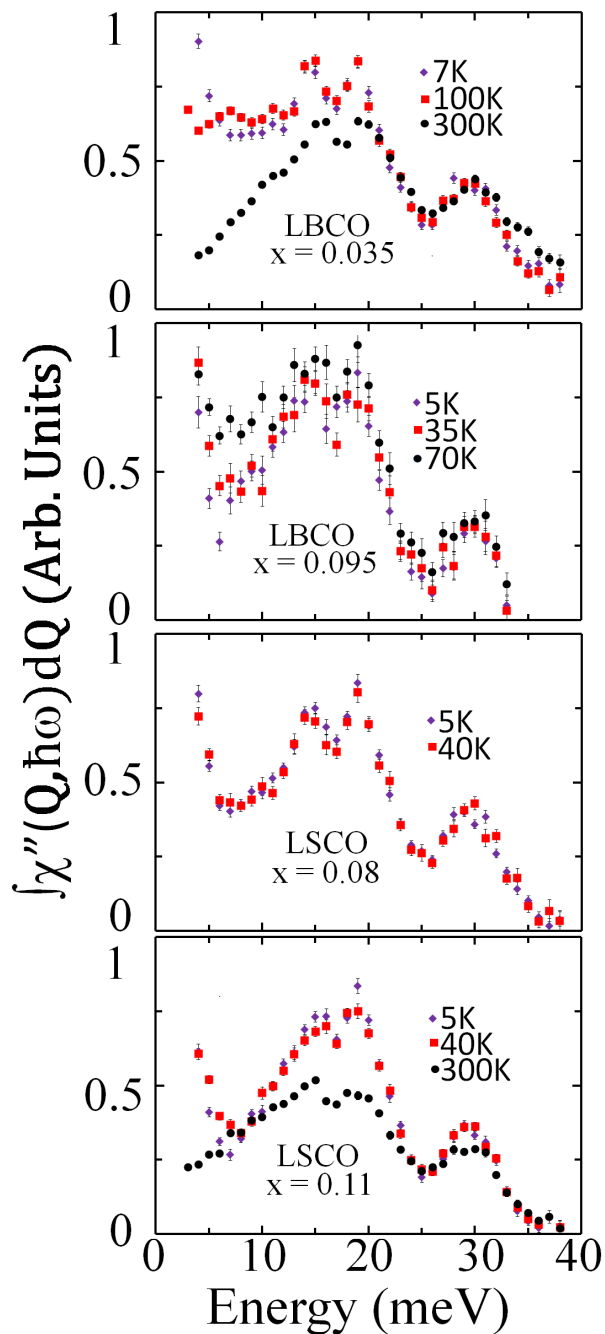 ∫χ″(Q,ħω)dQ (Arb. Units)
1
0.5
0
7K
100K
300K
LBCO
x = 0.035
1
0.5
0
5K
35K
70K
LBCO
x = 0.095
1
0.5
0
5K
40K
LSCO
x = 0.08
1
0.5
0
5K
40K
300K
LSCO
x = 0.11
0 10 20 30 40
Energy (meV)